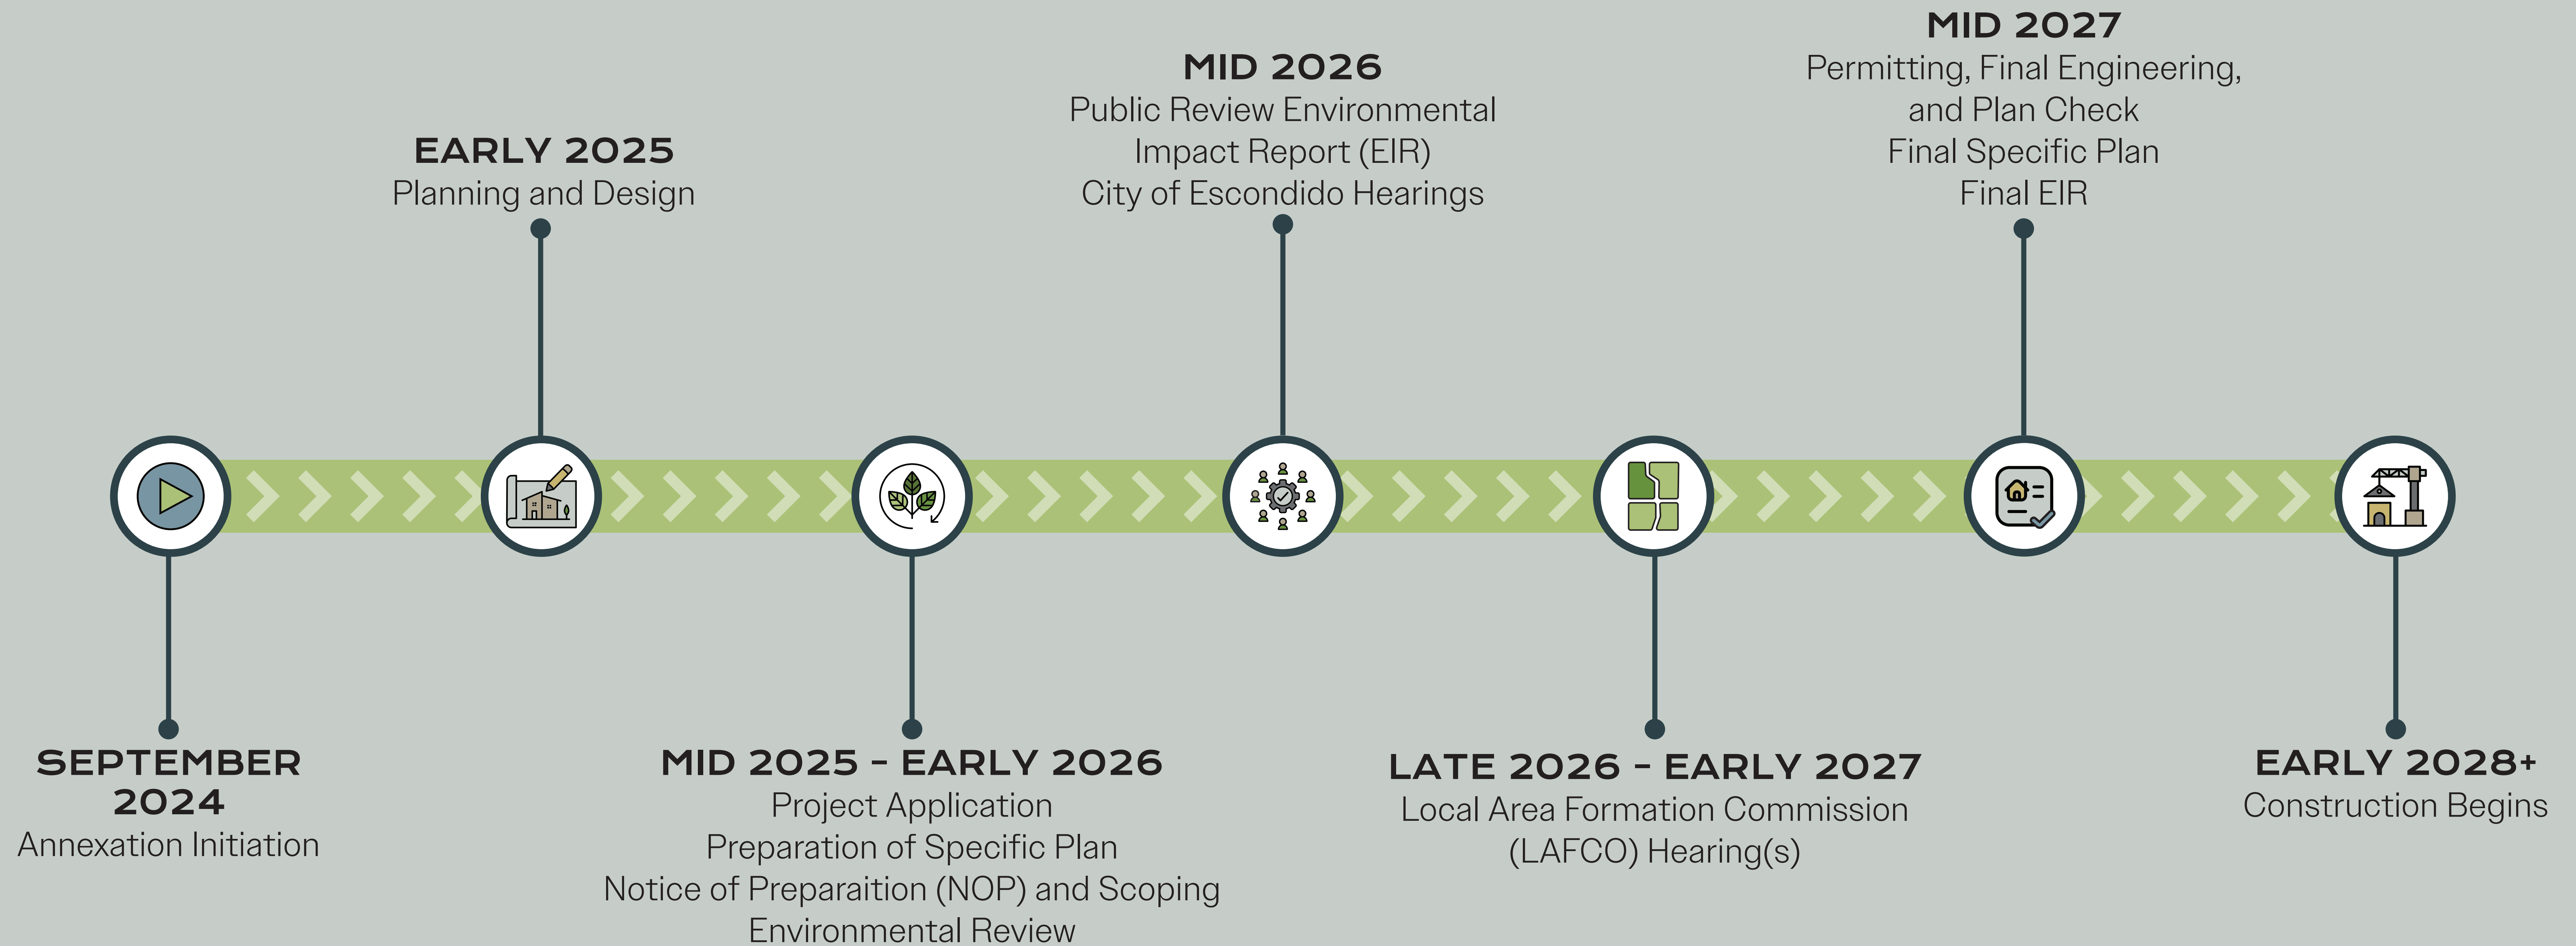 SEPTEMBER
2024
Annexation Initiation
EARLY 2025
Planning and Design
MID 2025 - EARLY 2026
Project Application
Preparation of Specific Plan
Notice of Preparaition (NOP) and Scoping
Environmental Review
MID 2026
Public Review Environmental
Impact Report (EIR)
City of Escondido Hearings
LATE 2026 - EARLY 2027
Local Area Formation Commission
(LAFCO) Hearing(s)
MID 2027
Permitting, Final Engineering,
and Plan Check
Final Specific Plan
Final EIR
EARLY 2028+
Construction Begins